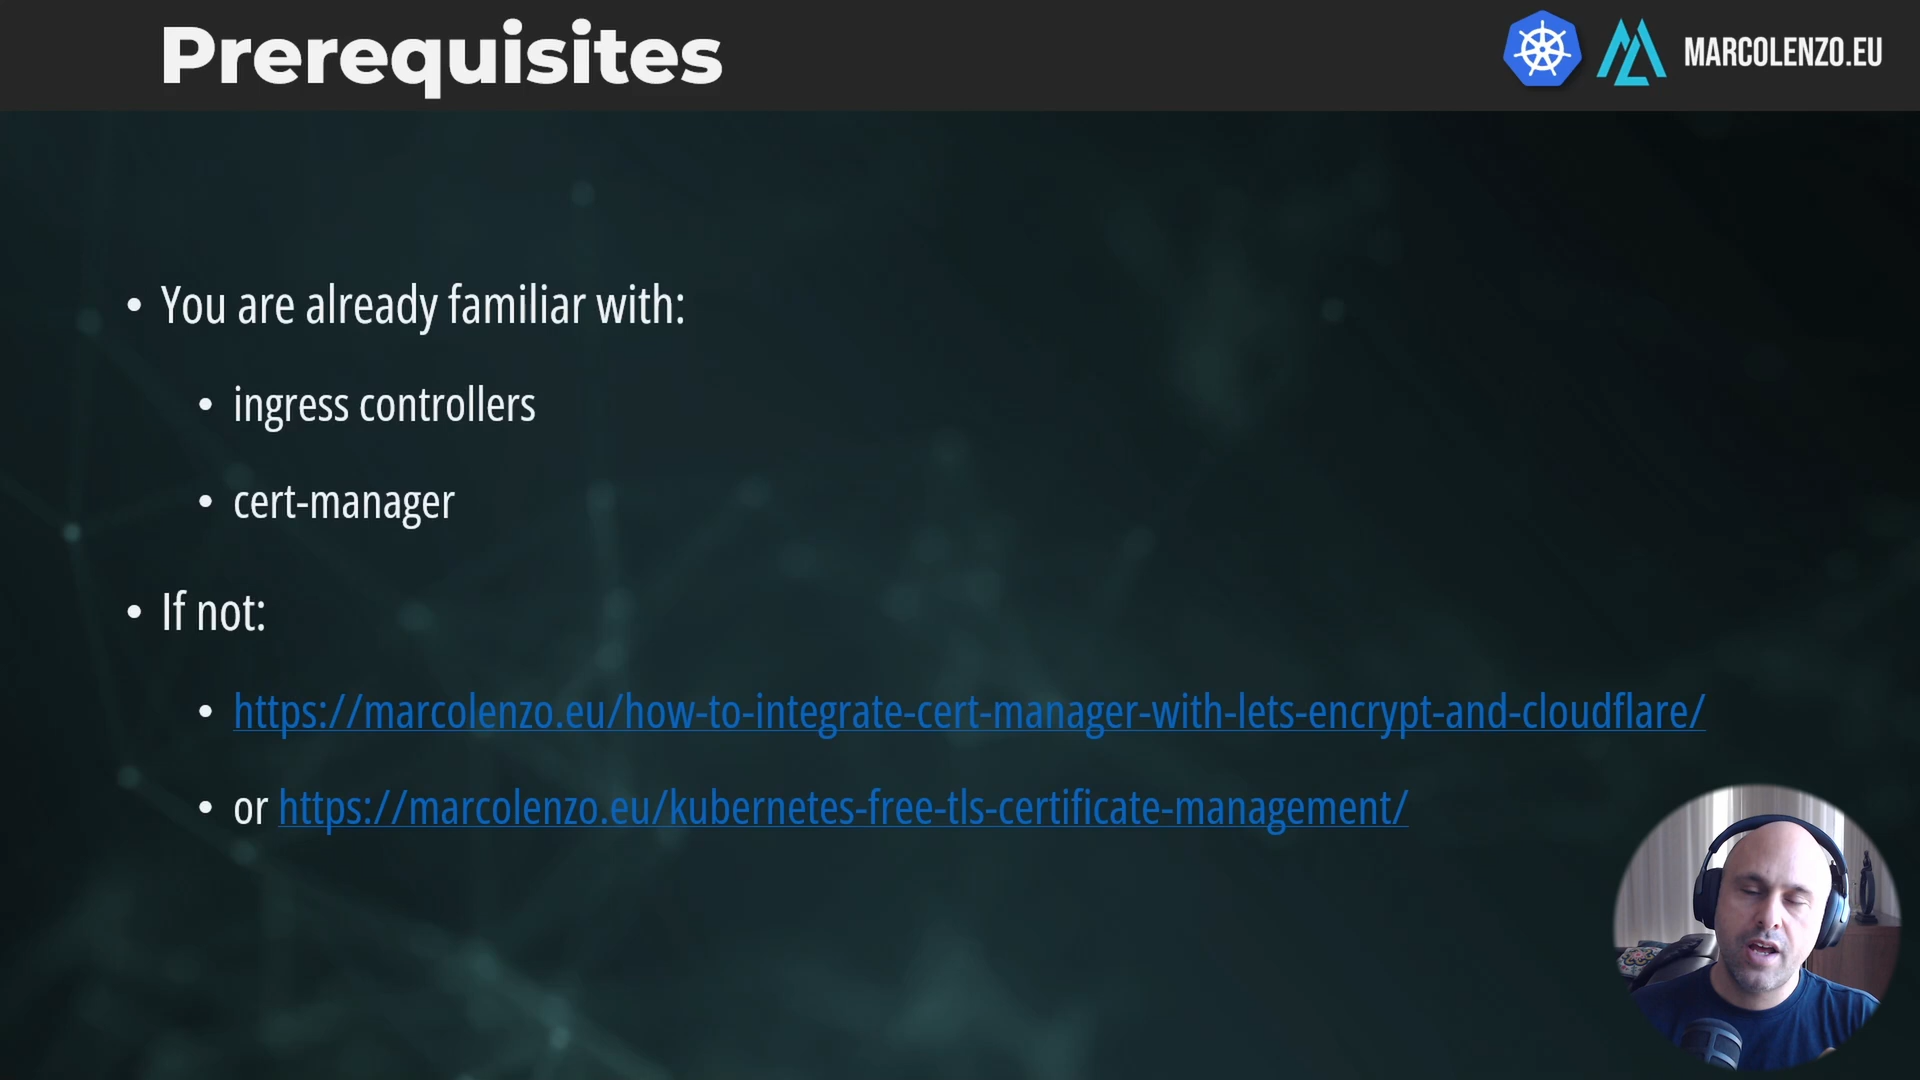 Prerequisites
MARCOLENZO.EU
• You are already familiar with:
• ingress controllers
• cert-manager
• If not:
• https://marcolenzo.eu/how-to-integrate-cert-manager-with-lets-encrypt-and-cloudflare/
• or https://marcolenzo.eu/kubernetes-free-tls-certificate-management/